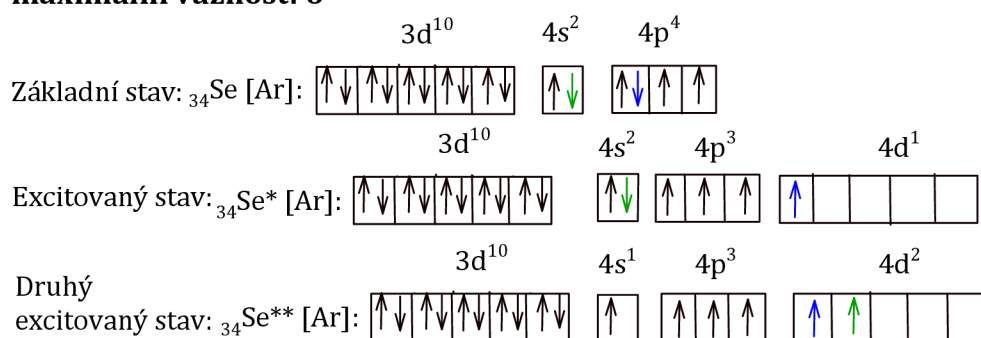 maximální vaznost: 6
3d¹⁰ 4s² 4p⁴
Základní stav: ₃₄Se [Ar]:
3d¹⁰ 4s² 4p³ 4d¹
Excitovaný stav: ₃₄Se* [Ar]:
3d¹⁰ 4s¹ 4p³ 4d²
Druhý
excitovaný stav: ₃₄Se** [Ar]: